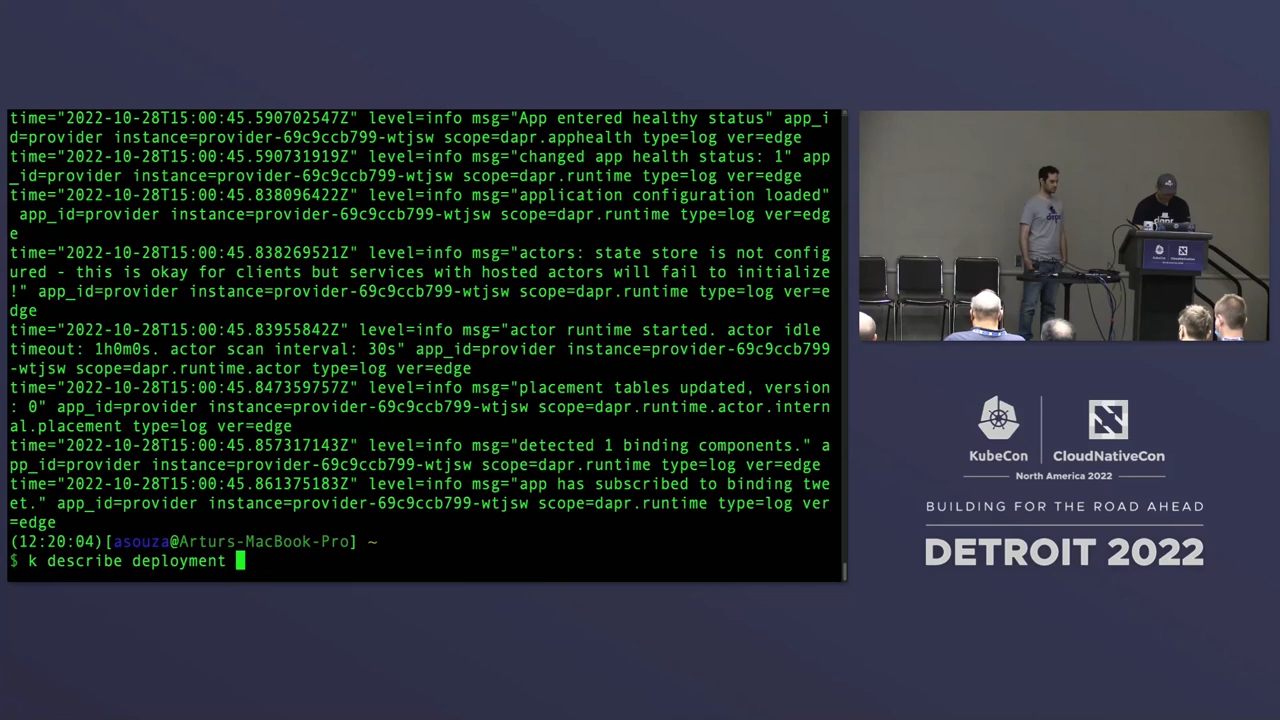 time="2022-10-28T15:00:45.590702547Z" level=info msg="App entered healthy status" app_i
d=provider instance=provider-69c9ccb799-wtjsw scope=dapr.apphealth type=log ver=edge
time="2022-10-28T15:00:45.590731919Z" level=info msg="changed app health status: 1" app
_id=provider instance=provider-69c9ccb799-wtjsw scope=dapr.runtime type=log ver=edge
time="2022-10-28T15:00:45.838096422Z" level=info msg="application configuration loaded"
 app_id=provider instance=provider-69c9ccb799-wtjsw scope=dapr.runtime type=log ver=edg
e
time="2022-10-28T15:00:45.838269521Z" level=info msg="actors: state store is not config
ured - this is okay for clients but services with hosted actors will fail to initialize
!" app_id=provider instance=provider-69c9ccb799-wtjsw scope=dapr.runtime type=log ver=e
dge
time="2022-10-28T15:00:45.83955842Z" level=info msg="actor runtime started. actor idle
timeout: 1h0m0s. actor scan interval: 30s" app_id=provider instance=provider-69c9ccb799
-wtjsw scope=dapr.runtime.actor type=log ver=edge
time="2022-10-28T15:00:45.847359757Z" level=info msg="placement tables updated, version
: 0" app_id=provider instance=provider-69c9ccb799-wtjsw scope=dapr.runtime.actor.intern
al.placement type=log ver=edge
time="2022-10-28T15:00:45.857317143Z" level=info msg="detected 1 binding components." a
pp_id=provider instance=provider-69c9ccb799-wtjsw scope=dapr.runtime type=log ver=edge
time="2022-10-28T15:00:45.861375183Z" level=info msg="app has subscribed to binding twe
et." app_id=provider instance=provider-69c9ccb799-wtjsw scope=dapr.runtime type=log ver
=edge
(12:20:04)[asouza@Arturs-MacBook-Pro] ~
$ k describe deployment
dapr
KubeCon
CloudNativeCon
North America 2022
BUILDING FOR THE ROAD AHEAD
DETROIT 2022